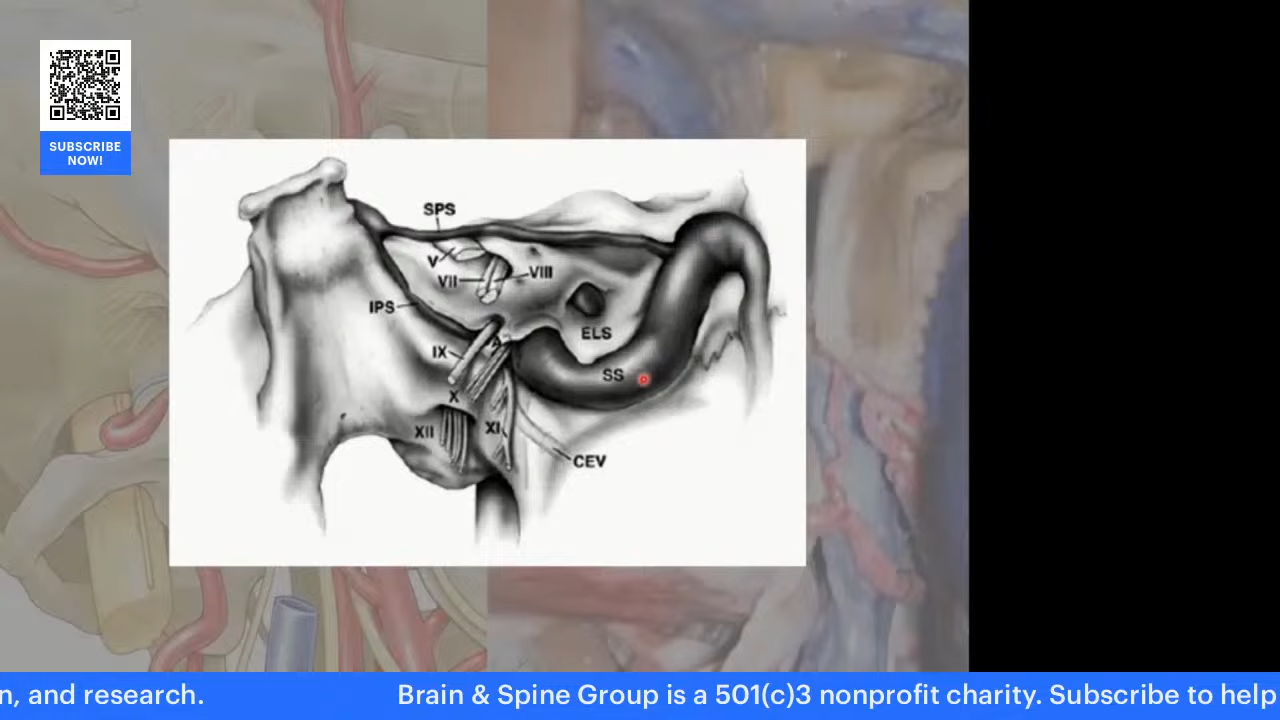 SUBSCRIBE
NOW!
SPS
V
VII
VIII
IPS
ELS
IX
SS
X
XII
XI
CEV
n, and research.
Brain & Spine Group is a 501(c)3 nonprofit charity. Subscribe to help